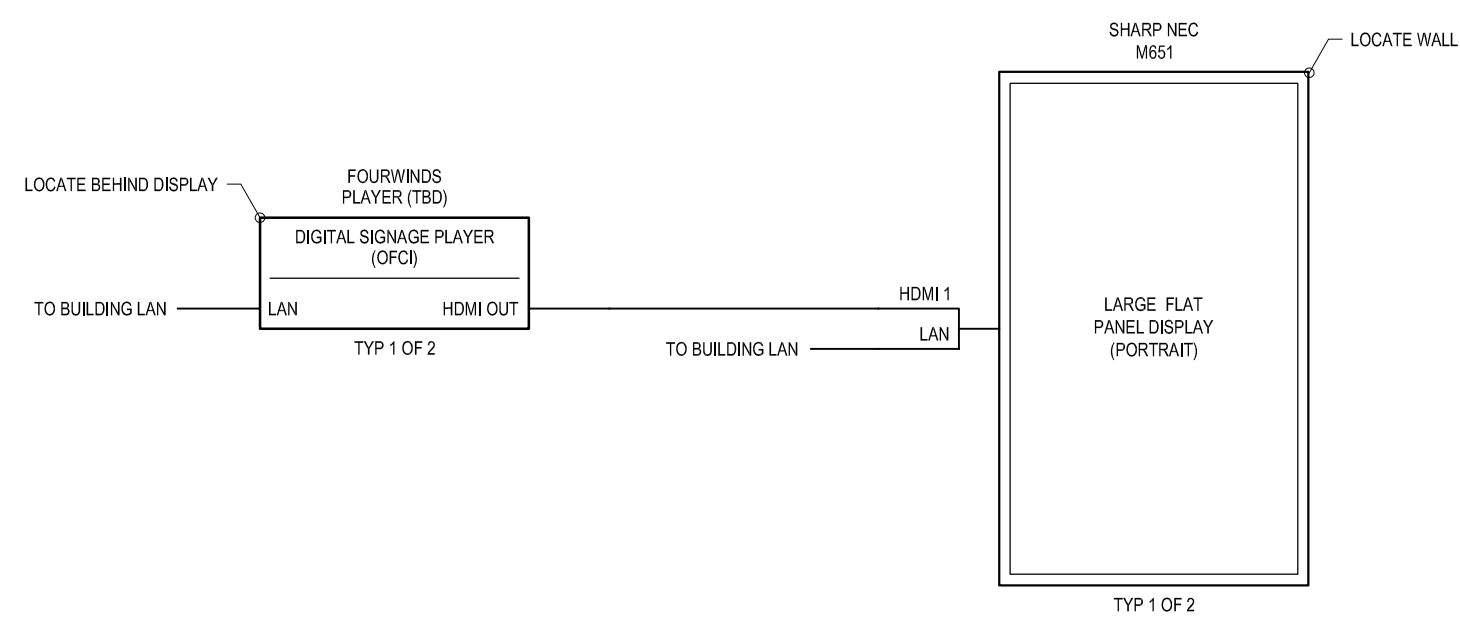 SHARP NEC
M651
LOCATE WALL
LOCATE BEHIND DISPLAY
FOURWINDS
PLAYER (TBD)
DIGITAL SIGNAGE PLAYER
(OFCI)
TO BUILDING LAN
LAN
HDMI OUT
TYP 1 OF 2
HDMI 1
LAN
TO BUILDING LAN
LARGE FLAT
PANEL DISPLAY
(PORTRAIT)
TYP 1 OF 2